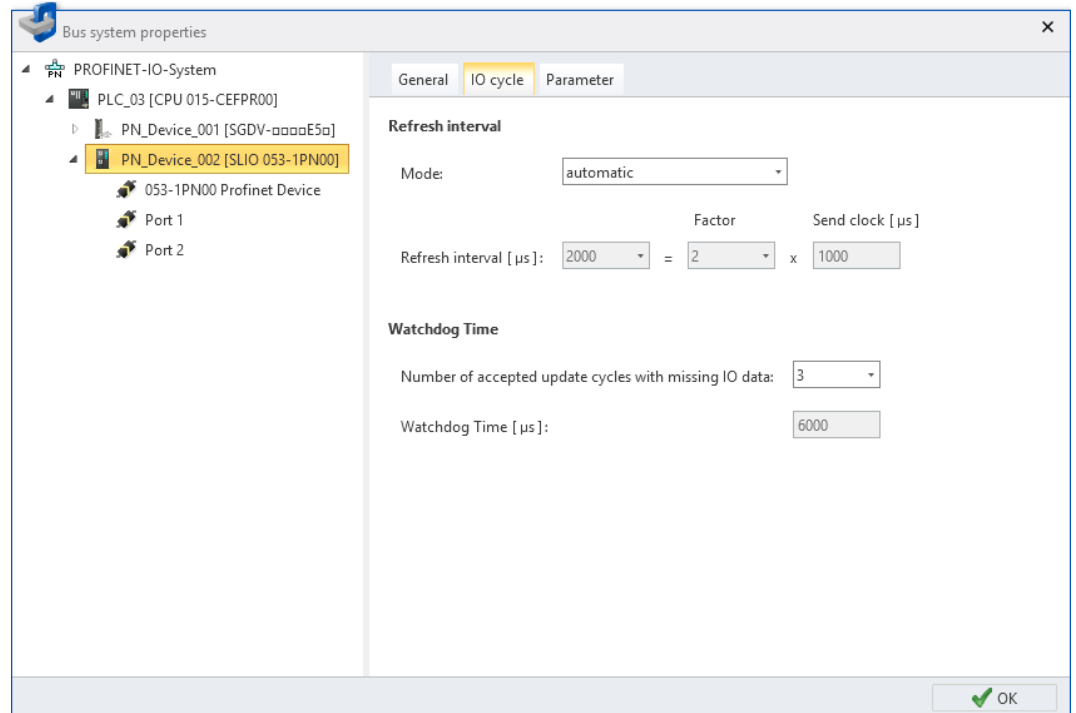 Bus system properties
PROFINET-IO-System
PLC_03 [CPU 015-CEFPR00]
PN_Device_001 [SGDV-□□□□E5□]
PN_Device_002 [SLIO 053-1PN00]
053-1PN00 Profinet Device
Port 1
Port 2
General IO cycle Parameter
Refresh interval
Mode: automatic
Factor Send clock [ µs ]
Refresh interval [ µs ]: 2000 = 2 x 1000
Watchdog Time
Number of accepted update cycles with missing IO data: 3
Watchdog Time [ µs ]: 6000
OK